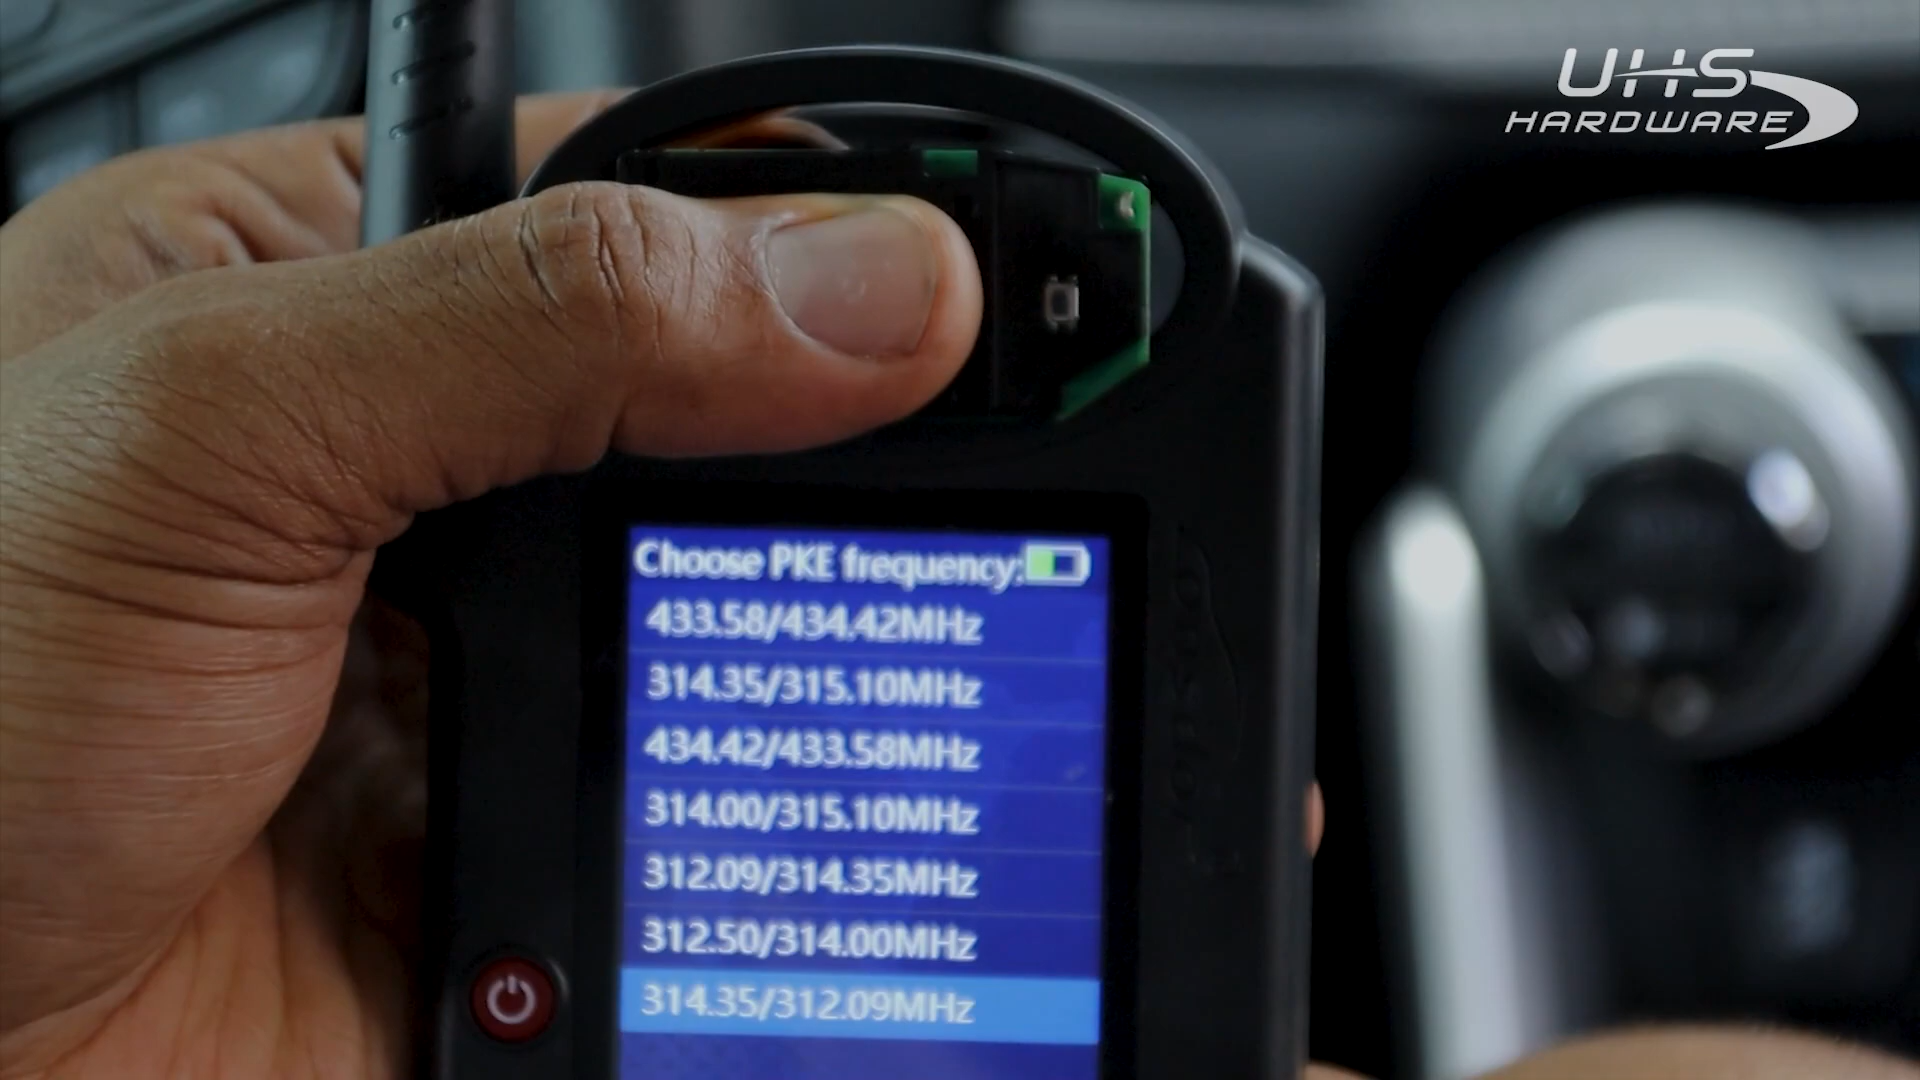 UHS
HARDWARE
Choose PKE frequency:
433.58/434.42MHz
314.35/315.10MHz
434.42/433.58MHz
314.00/315.10MHz
312.09/314.35MHz
312.50/314.00MHz
314.35/312.09MHz